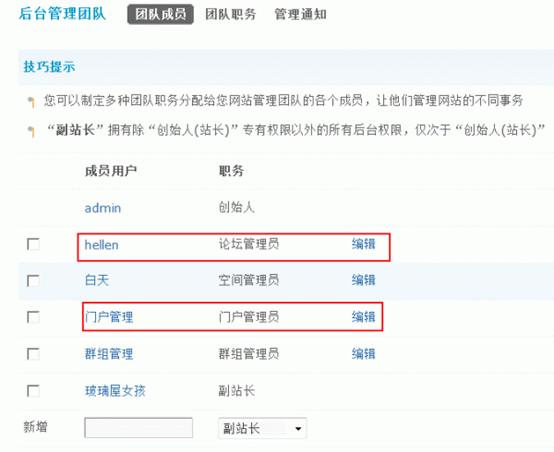 后台管理团队 团队成员 团队职务 管理通知
技巧提示
您可以制定多种团队职务分配给您网站管理团队的各个成员，让他们管理网站的不同事务
“副站长”拥有除“创始人(站长)”专有权限以外的所有后台权限，仅次于“创始人(站长)”
成员用户 职务
admin 创始人
hellen 论坛管理员 编辑
白天 空间管理员 编辑
门户管理 门户管理员 编辑
群组管理 群组管理员 编辑
玻璃屋女孩 副站长
新增 副站长